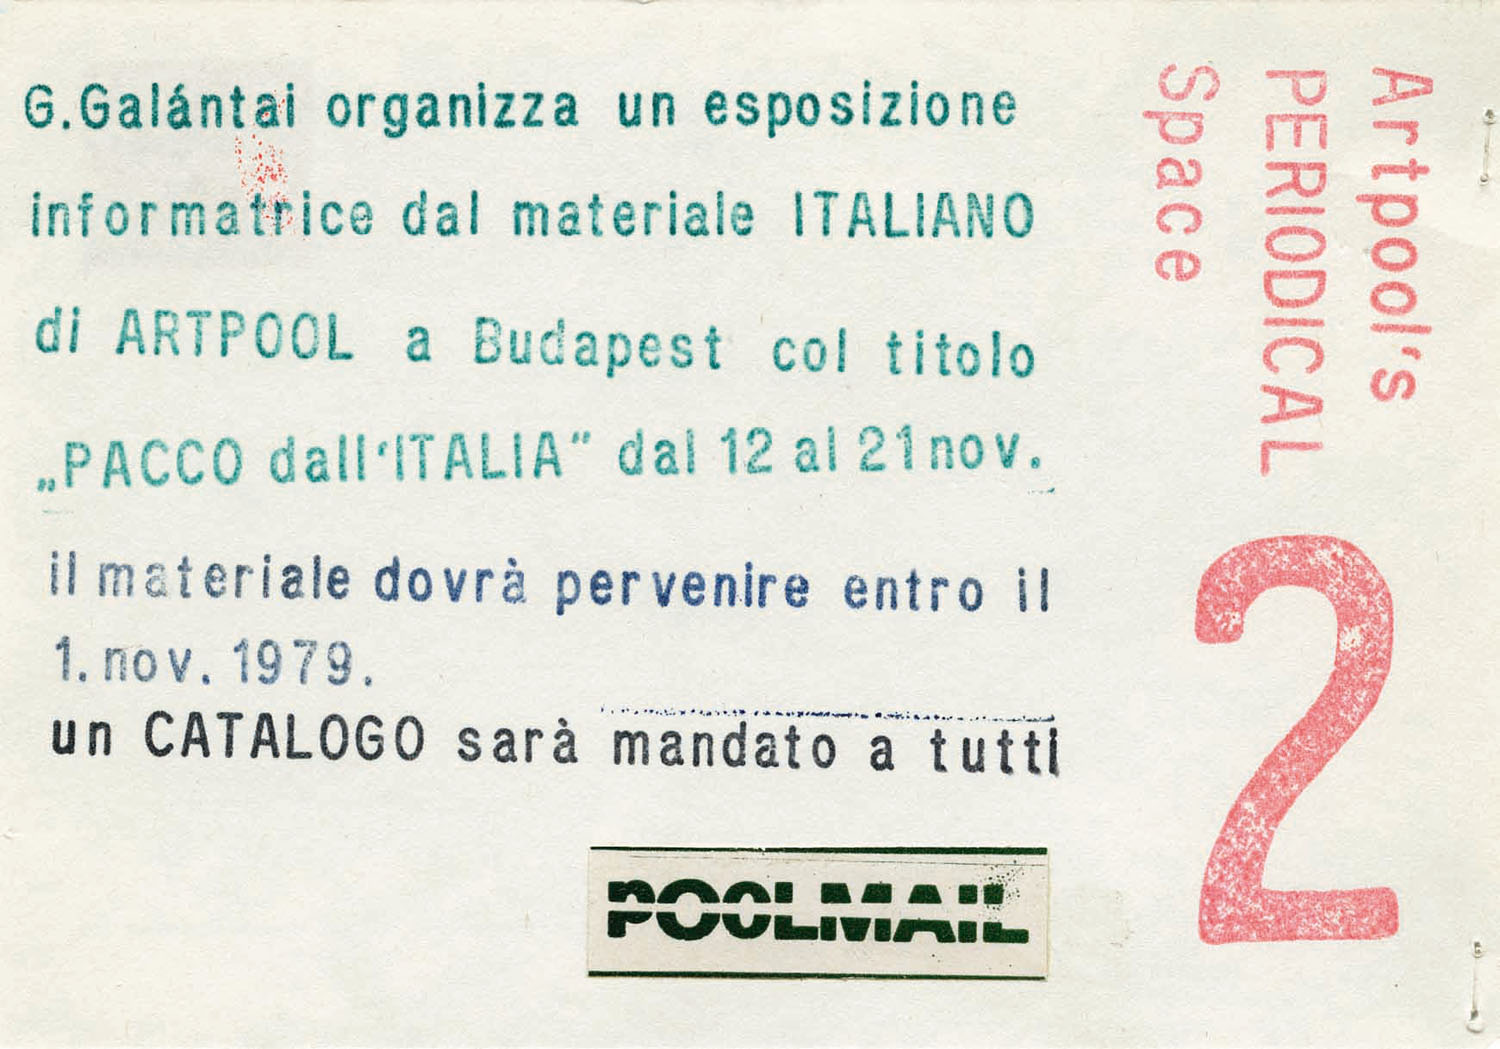 G. Galántai organizza un esposizione
informatrice dal materiale ITALIANO
di ARTPOOL a Budapest col titolo
„PACCO dall'ITALIA” dal 12 al 21 nov.
il materiale dovrà pervenire entro il
1. nov. 1979.
un CATALOGO sarà mandato a tutti
POOLMAIL
Artpool's
PERIODICAL
Space
2